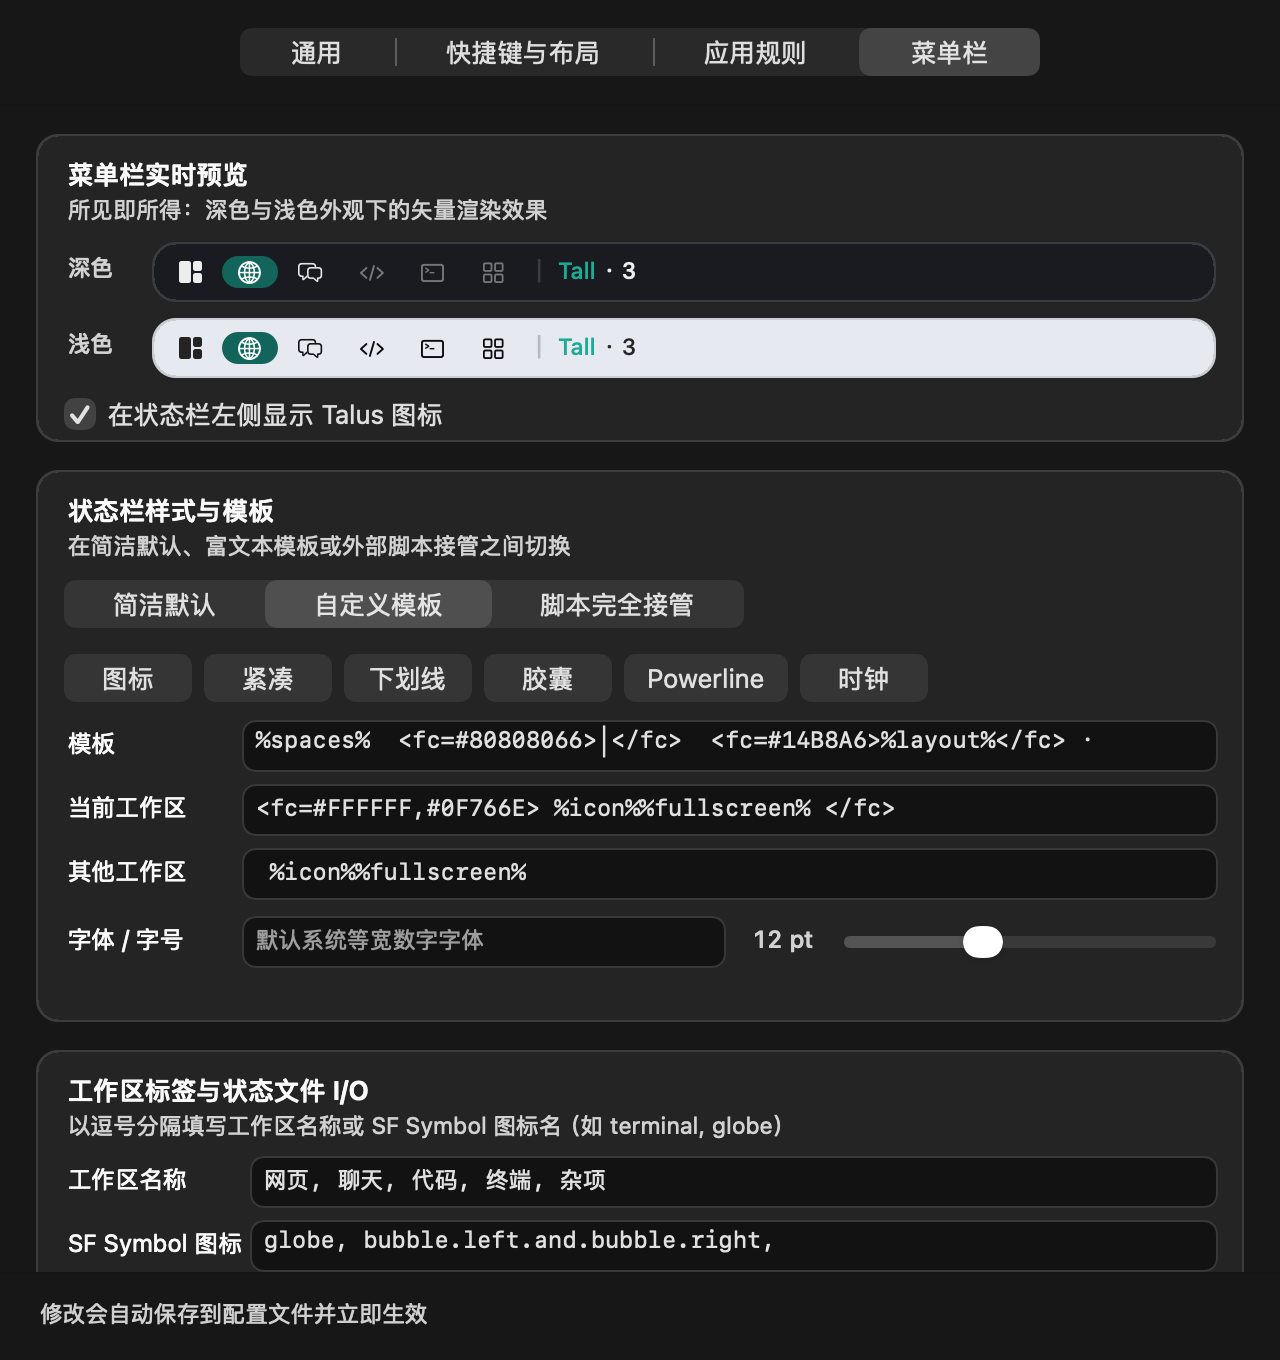 通用
快捷键与布局
应用规则
菜单栏
菜单栏实时预览
所见即所得：深色与浅色外观下的矢量渲染效果
深色
Tall · 3
浅色
Tall · 3
在状态栏左侧显示 Talus 图标
状态栏样式与模板
在简洁默认、富文本模板或外部脚本接管之间切换
简洁默认
自定义模板
脚本完全接管
图标
紧凑
下划线
胶囊
Powerline
时钟
模板
%spaces%  <fc=#80808066>|</fc>  <fc=#14B8A6>%layout%</fc> ·
当前工作区
<fc=#FFFFFF,#0F766E> %icon%%fullscreen% </fc>
其他工作区
%icon%%fullscreen%
字体 / 字号
默认系统等宽数字字体
12 pt
工作区标签与状态文件 I/O
以逗号分隔填写工作区名称或 SF Symbol 图标名（如 terminal, globe）
工作区名称
网页, 聊天, 代码, 终端, 杂项
SF Symbol 图标
globe, bubble.left.and.bubble.right,
修改会自动保存到配置文件并立即生效